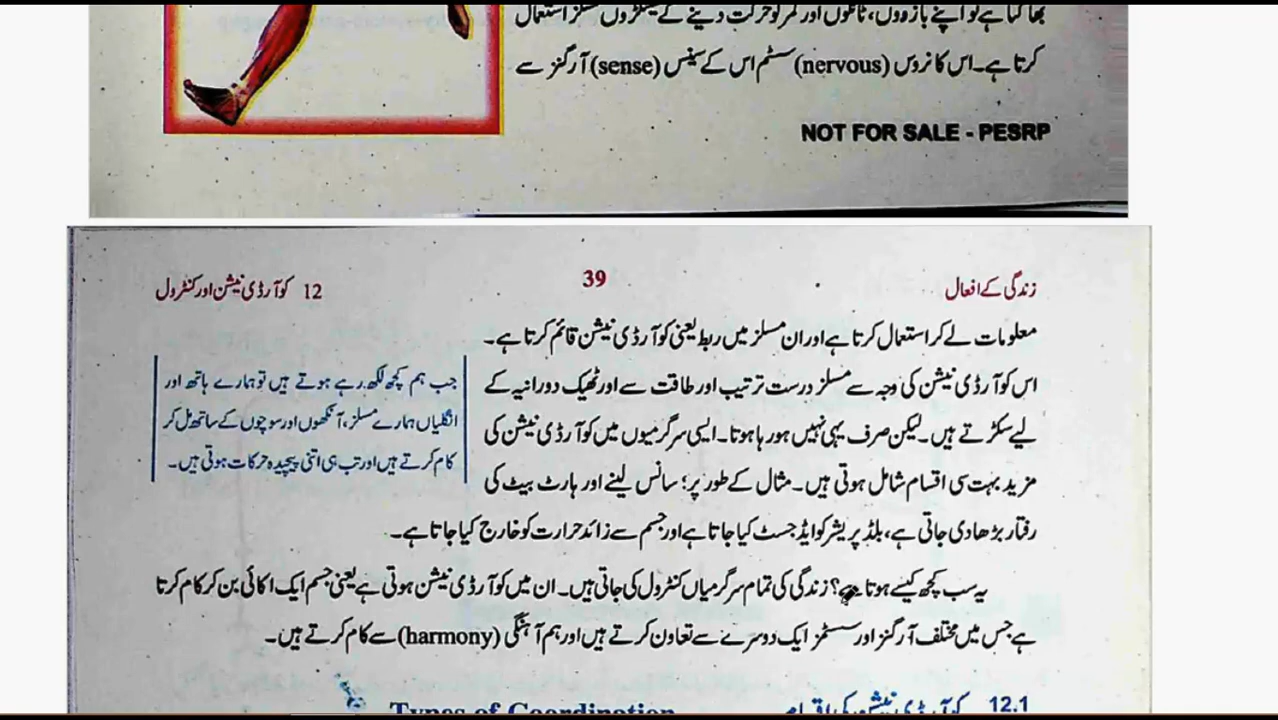 بھاگتا ہے تو اپنے بازوؤں، ٹانگوں اور کمر کو حرکت دینے کے لیے سینکڑوں مسلز استعمال
کرتا ہے۔ اس کا نروس (nervous) سسٹم اس کے سینس (sense) آرگنز سے
NOT FOR SALE - PESRP
زندگی کے افعال
39
12 کوآرڈی نیشن اور کنٹرول
معلومات لے کر استعمال کرتا ہے اور ان مسلز میں ربط یعنی کوآرڈی نیشن قائم کرتا ہے۔
اس کوآرڈی نیشن کی وجہ سے مسلز درست ترتیب اور طاقت سے اور ٹھیک دورانیہ کے
لیے سکڑتے ہیں۔ لیکن صرف یہی نہیں ہو رہا ہوتا۔ ایسی سرگرمیوں میں کوآرڈی نیشن کی
مزید بہت سی اقسام شامل ہوتی ہیں۔ مثال کے طور پر؛ سانس لینے اور ہارٹ بیٹ کی
رفتار بڑھا دی جاتی ہے، بلڈ پریشر کو ایڈجسٹ کیا جاتا ہے اور جسم سے زائد حرارت کو خارج کیا جاتا ہے۔
جب ہم کچھ لکھ رہے ہوتے ہیں تو ہمارے ہاتھ اور
انگلیاں ہمارے مسلز، آنکھوں اور سوچوں کے ساتھ مل کر
کام کرتے ہیں اور تب ہی اتنی پیچیدہ حرکات ہوتی ہیں۔
یہ سب کچھ کیسے ہوتا ہے؟ زندگی کی تمام سرگرمیاں کنٹرول کی جاتی ہیں۔ ان میں کوآرڈی نیشن ہوتی ہے یعنی جسم ایک اکائی بن کر کام کرتا
ہے جس میں مختلف آرگنز اور سسٹمز ایک دوسرے سے تعاون کرتے ہیں اور ہم آہنگی (harmony) سے کام کرتے ہیں۔
12.1 کوآرڈی نیشن کی اقسام
Types of Coordination